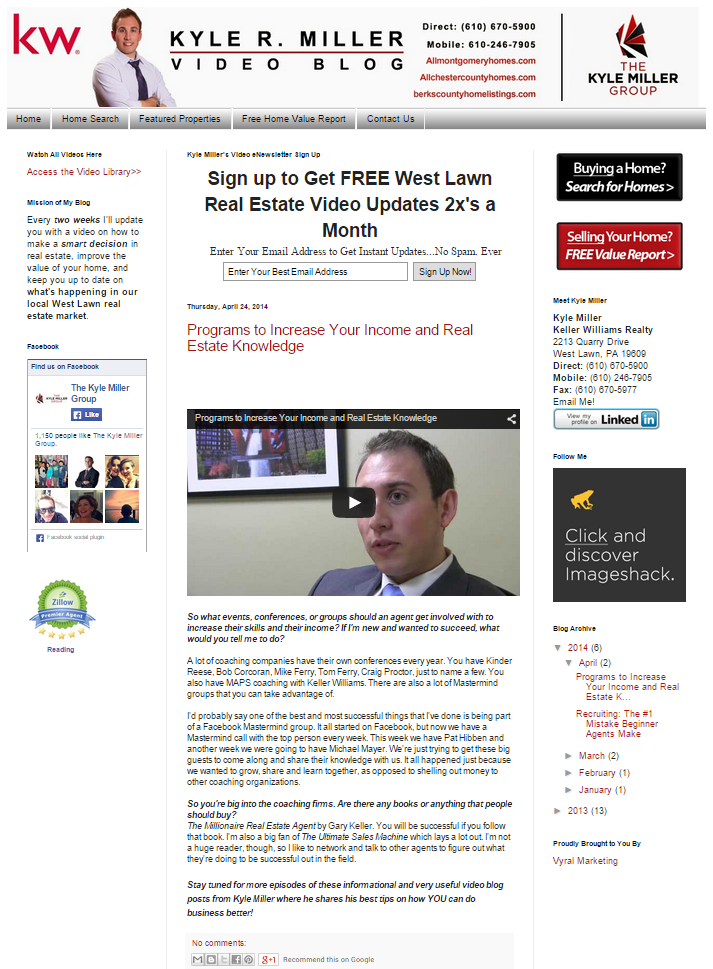 kw.
KYLE R. MILLER
VIDEO BLOG
Direct: (610) 670-5900
Mobile: 610-246-7905
Allmontgomeryhomes.com
Allchestercountyhomes.com
berkscountyhomelistings.com
THE
KYLE MILLER
GROUP
Home
Home Search
Featured Properties
Free Home Value Report
Contact Us
Watch All Videos Here
Access the Video Library>>
Mission of My Blog
Every two weeks I'll update
you with a video on how to
make a smart decision in
real estate, improve the
value of your home, and
keep you up to date on
what's happening in our
local West Lawn real
estate market.
Facebook
Find us on Facebook
The Kyle Miller
Group
Like
1,150 people like The Kyle Miller
Group.
Facebook social plugin
Zillow
Premier Agent
Reading
Kyle Miller's Video eNewsletter Sign Up
Sign up to Get FREE West Lawn
Real Estate Video Updates 2x's a
Month
Enter Your Email Address to Get Instant Updates...No Spam. Ever
Enter Your Best Email Address
Sign Up Now!
Thursday, April 24, 2014
Programs to Increase Your Income and Real
Estate Knowledge
Programs to Increase Your Income and Real Estate Knowledge
So what events, conferences, or groups should an agent get involved with to
increase their skills and their income? If I'm new and wanted to succeed, what
would you tell me to do?
A lot of coaching companies have their own conferences every year. You have Kinder
Reese, Bob Corcoran, Mike Ferry, Tom Ferry, Craig Proctor, just to name a few. You
also have MAPS coaching with Keller Williams. There are also a lot of Mastermind
groups that you can take advantage of.
I'd probably say one of the best and most successful things that I've done is being part
of a Facebook Mastermind group. It all started on Facebook, but now we have a
Mastermind call with the top person every week. This week we have Pat Hibben and
another week we were going to have Michael Mayer. We're just trying to get these big
guests to come along and share their knowledge with us. It all happened just because
we wanted to grow, share and learn together, as opposed to shelling out money to
other coaching organizations.
So you're big into the coaching firms. Are there any books or anything that people
should buy?
The Millionaire Real Estate Agent by Gary Keller. You will be successful if you follow
that book. I'm also a big fan of The Ultimate Sales Machine which lays a lot out. I'm not
a huge reader, though, so I like to network and talk to other agents to figure out what
they're doing to be successful out in the field.
Stay tuned for more episodes of these informational and very useful video blog
posts from Kyle Miller where he shares his best tips on how YOU can do
business better!
No comments:
g+1
Recommend this on Google
Buying a Home?
Search for Homes >
Selling Your Home?
FREE Value Report >
Meet Kyle Miller
Kyle Miller
Keller Williams Realty
2213 Quarry Drive
West Lawn, PA 19609
Direct: (610) 670-5900
Mobile: (610) 246-7905
Fax: (610) 670-5977
Email Me!
View my
profile on
Linked in
Follow Me
Click and
discover
Imageshack.
Blog Archive
▼ 2014 (6)
▼ April (2)
Programs to Increase
Your Income and Real
Estate K...
Recruiting: The #1
Mistake Beginner
Agents Make
► March (2)
► February (1)
► January (1)
► 2013 (13)
Proudly Brought to You By
Vyral Marketing